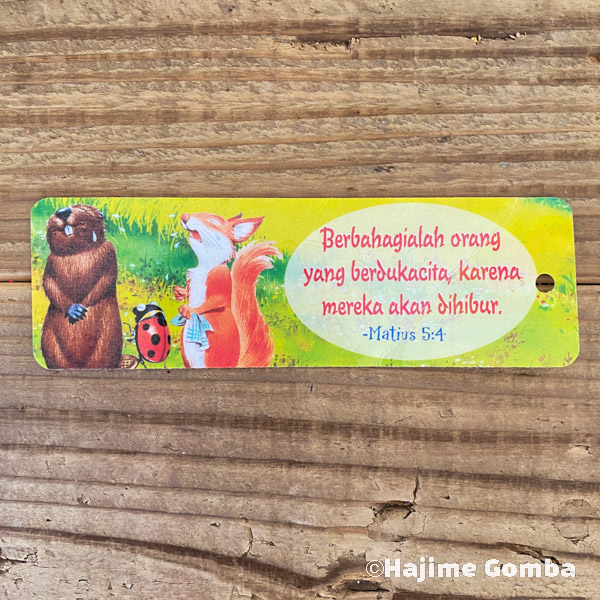 Berbahagialah orang
yang berdukacita, karena
mereka akan dihibur.
-Matius 5:4
©Hajime Gomba